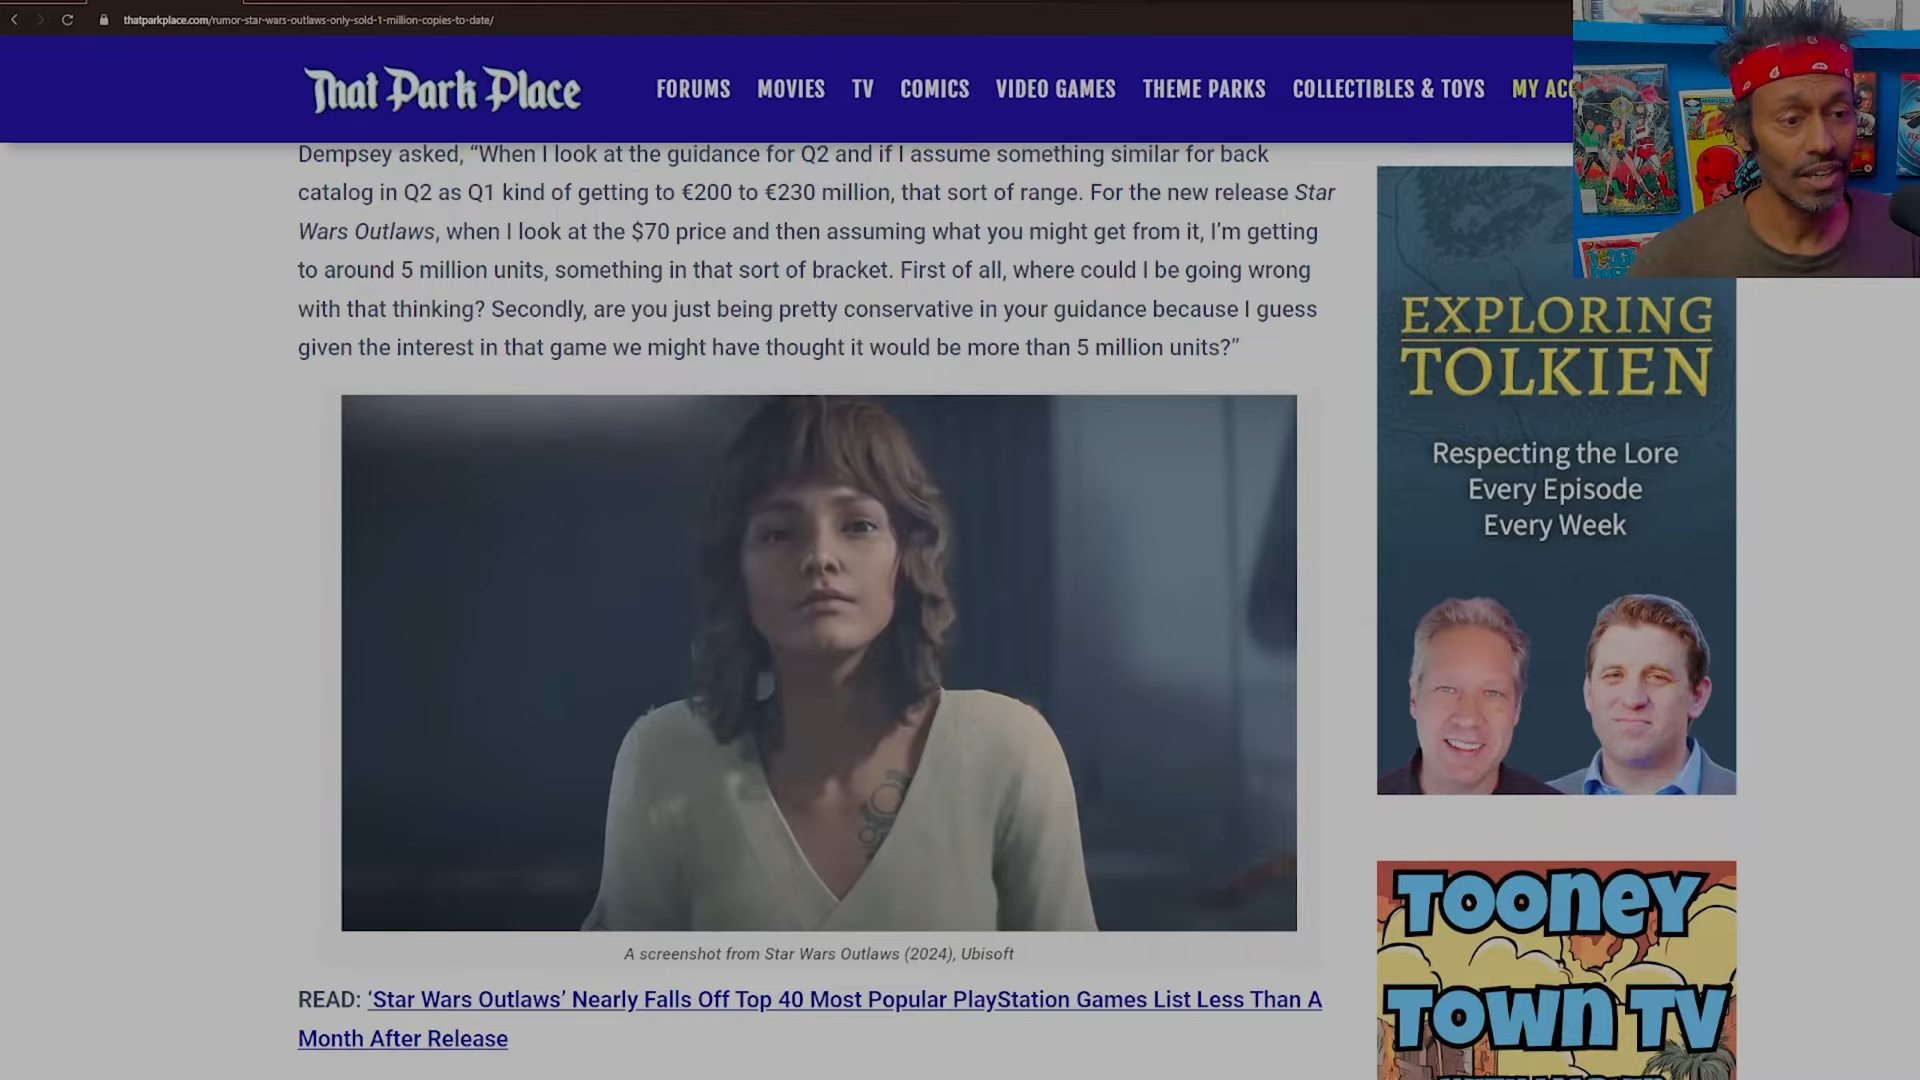 thatparkplace.com/rumor-star-wars-outlaws-only-sold-1-million-copies-to-date/
That Park Place
FORUMS MOVIES TV COMICS VIDEO GAMES THEME PARKS COLLECTIBLES & TOYS MY ACC
Dempsey asked, “When I look at the guidance for Q2 and if I assume something similar for back
catalog in Q2 as Q1 kind of getting to €200 to €230 million, that sort of range. For the new release Star
Wars Outlaws, when I look at the $70 price and then assuming what you might get from it, I’m getting
to around 5 million units, something in that sort of bracket. First of all, where could I be going wrong
with that thinking? Secondly, are you just being pretty conservative in your guidance because I guess
given the interest in that game we might have thought it would be more than 5 million units?”
A screenshot from Star Wars Outlaws (2024), Ubisoft
READ: ‘Star Wars Outlaws’ Nearly Falls Off Top 40 Most Popular PlayStation Games List Less Than A
Month After Release
EXPLORING
TOLKIEN
Respecting the Lore
Every Episode
Every Week
TOONEY
TOWN TV